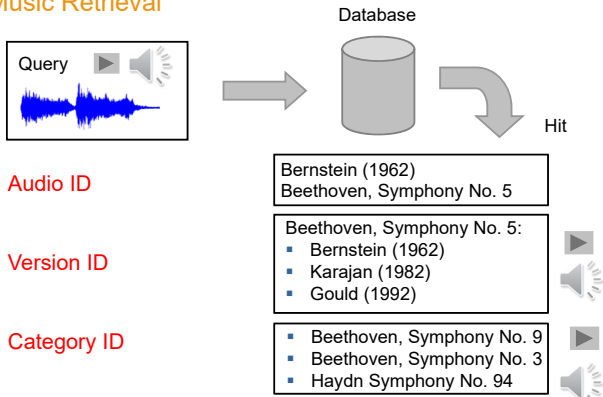 Music Retrieval
Database
Query
Hit
Audio ID
Bernstein (1962)
Beethoven, Symphony No. 5
Version ID
Beethoven, Symphony No. 5:
▪ Bernstein (1962)
▪ Karajan (1982)
▪ Gould (1992)
Category ID
▪ Beethoven, Symphony No. 9
▪ Beethoven, Symphony No. 3
▪ Haydn Symphony No. 94